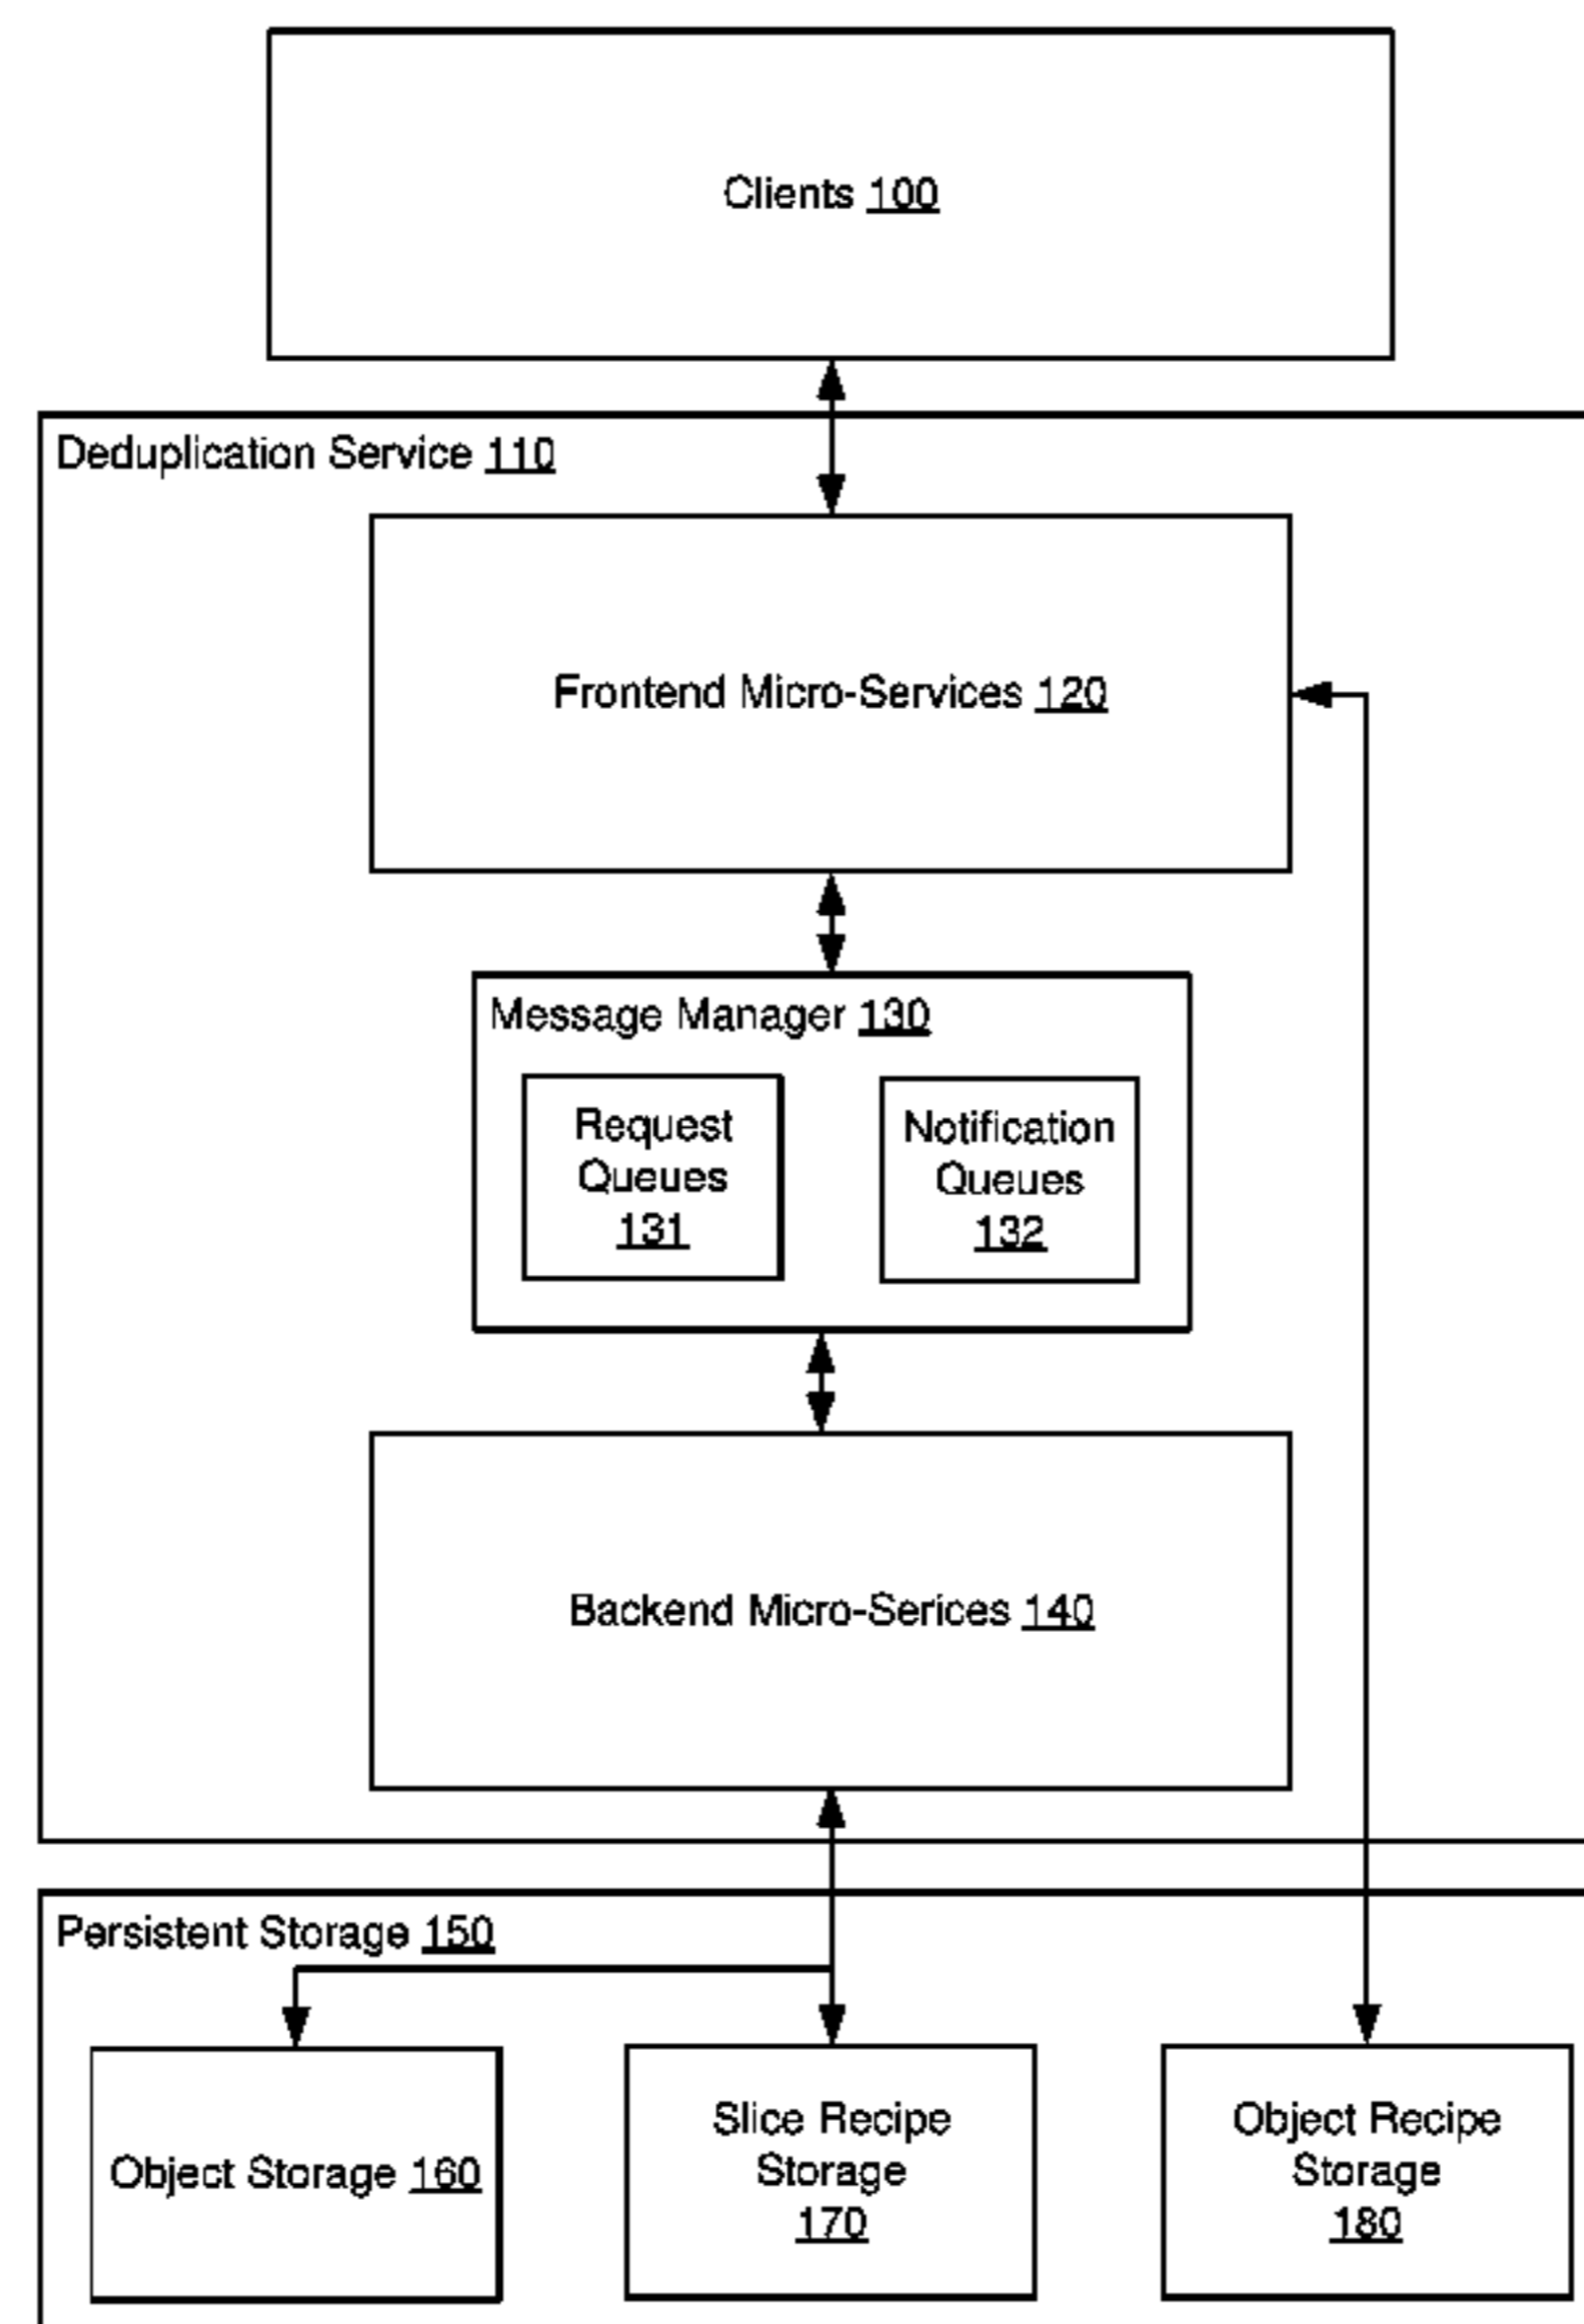 Clients 100
Deduplication Service 110
Frontend Micro-Services 120
Message Manager 130
Request
Queues
131
Notification
Queues
132
Backend Micro-Serices 140
Persistent Storage 150
Object Storage 160
Slice Recipe
Storage
170
Object Recipe
Storage
180